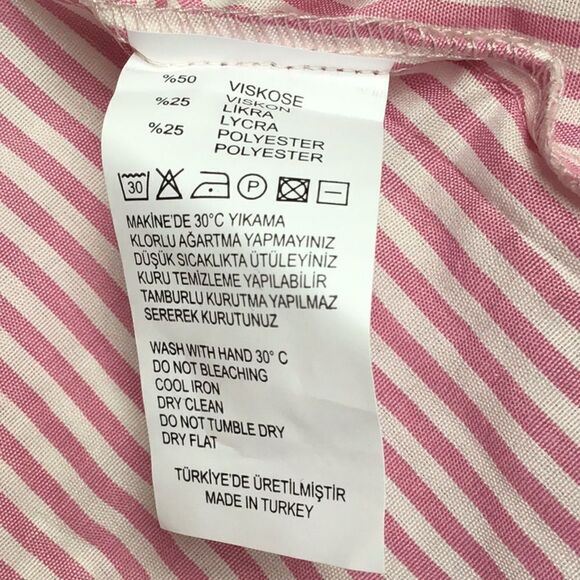 %50 VISKOSE
VISKON
%25 LIKRA
LYCRA
%25 POLYESTER
POLYESTER
30 P
MAKİNE'DE 30°C YIKAMA
KLORLU AĞARTMA YAPMAYINIZ
DÜŞÜK SICAKLIKTA ÜTÜLEYİNİZ
KURU TEMİZLEME YAPILABİLİR
TAMBURLU KURUTMA YAPILMAZ
SEREREK KURUTUNUZ
WASH WITH HAND 30° C
DO NOT BLEACHING
COOL IRON
DRY CLEAN
DO NOT TUMBLE DRY
DRY FLAT
TÜRKİYE'DE ÜRETİLMİŞTİR
MADE IN TURKEY